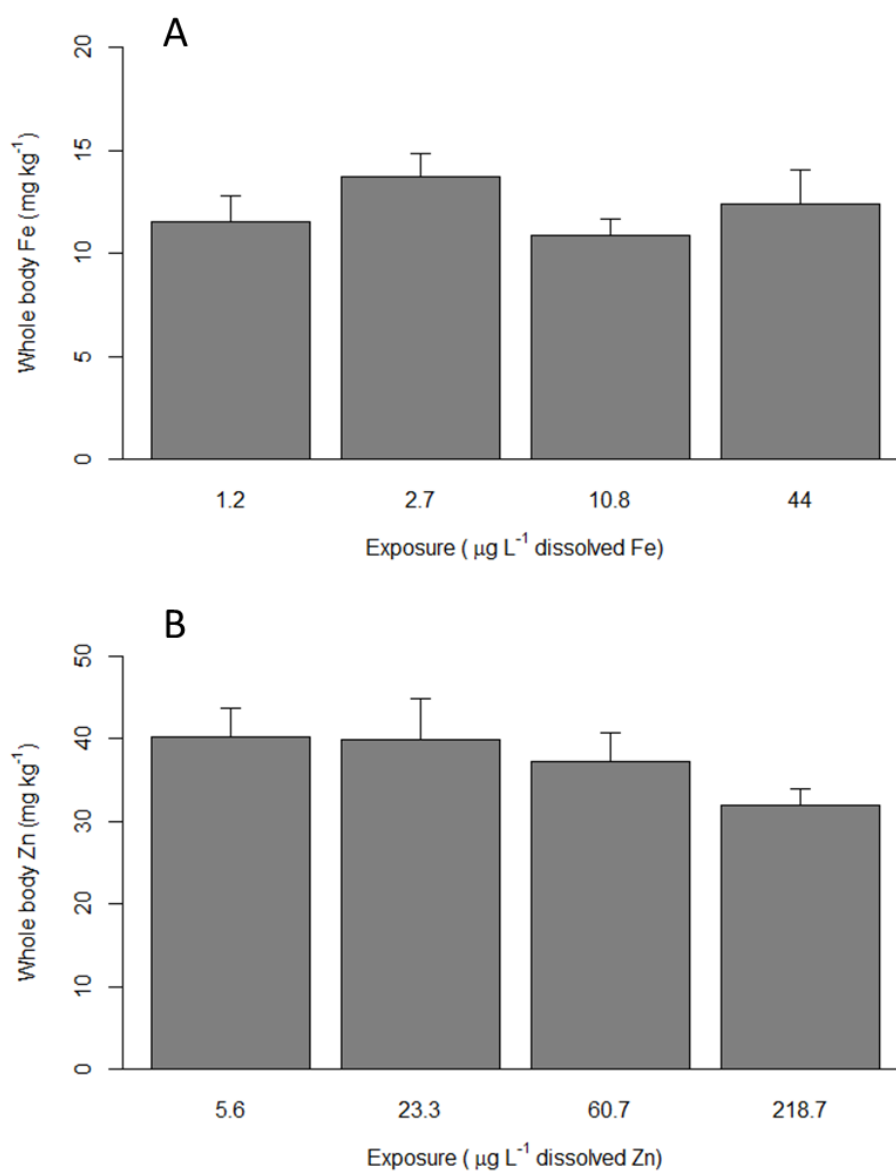 A
20
15
10
5
0
Whole body Fe (mg kg⁻¹)
1.2 2.7 10.8 44
Exposure ( µg L⁻¹ dissolved Fe)
B
50
40
30
20
10
0
Whole body Zn (mg kg⁻¹)
5.6 23.3 60.7 218.7
Exposure ( µg L⁻¹ dissolved Zn)